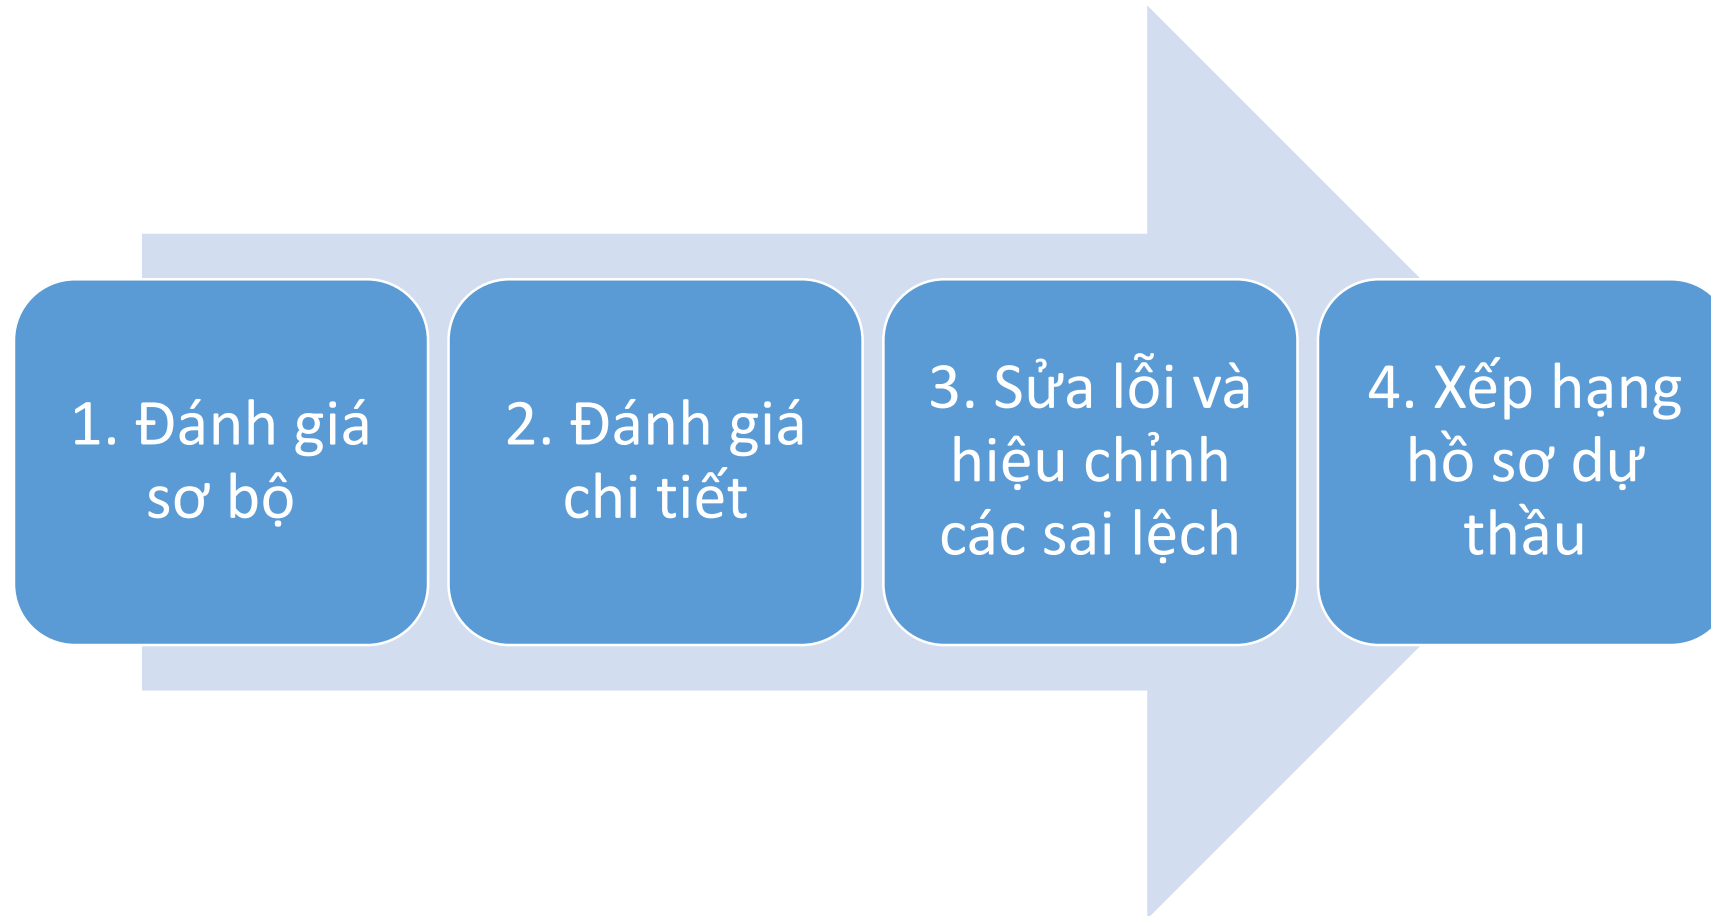 1. Đánh giá
sơ bộ
2. Đánh giá
chi tiết
3. Sửa lỗi và
hiệu chỉnh
các sai lệch
4. Xếp hạng
hồ sơ dự
thầu